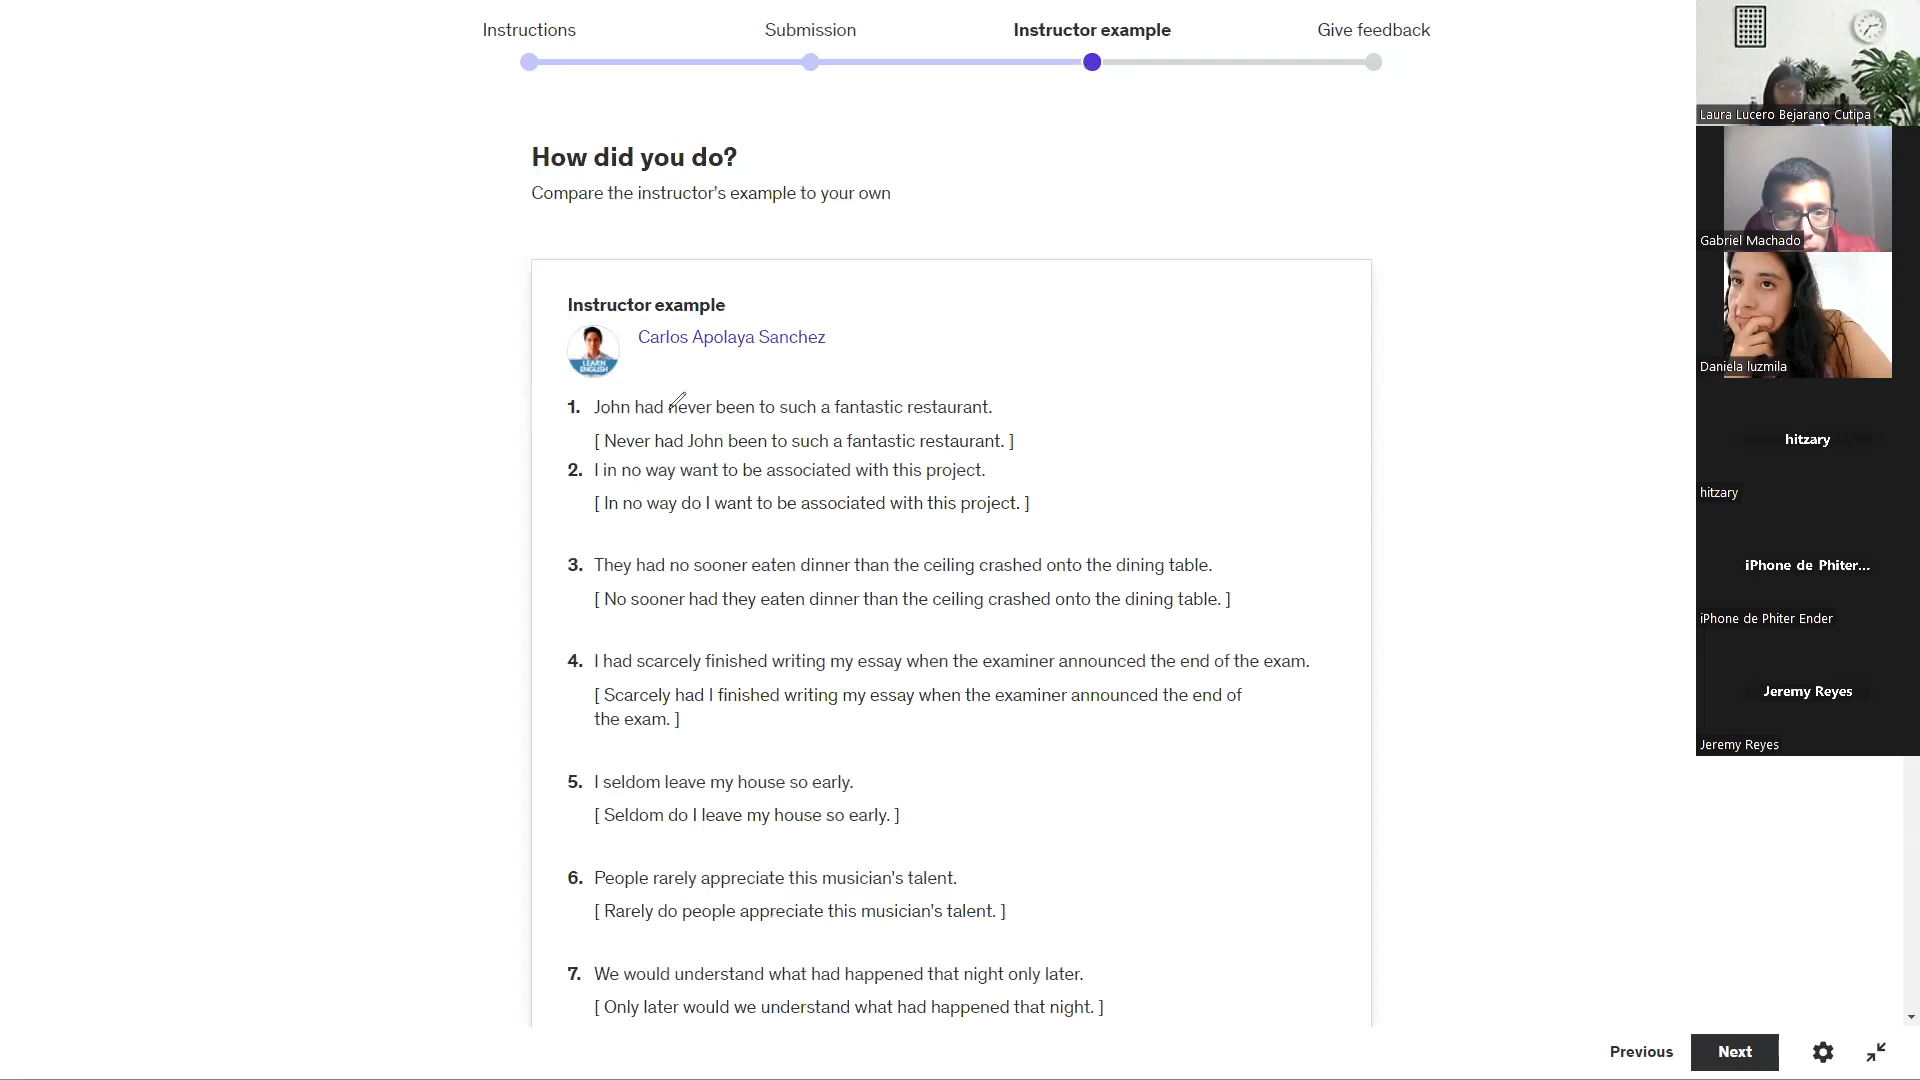 Instructions
Submission
Instructor example
Give feedback
How did you do?
Compare the instructor's example to your own
Instructor example
LEARN ENGLISH
Carlos Apolaya Sanchez
1. John had never been to such a fantastic restaurant.
[ Never had John been to such a fantastic restaurant. ]
2. I in no way want to be associated with this project.
[ In no way do I want to be associated with this project. ]
3. They had no sooner eaten dinner than the ceiling crashed onto the dining table.
[ No sooner had they eaten dinner than the ceiling crashed onto the dining table. ]
4. I had scarcely finished writing my essay when the examiner announced the end of the exam.
[ Scarcely had I finished writing my essay when the examiner announced the end of
the exam. ]
5. I seldom leave my house so early.
[ Seldom do I leave my house so early. ]
6. People rarely appreciate this musician's talent.
[ Rarely do people appreciate this musician's talent. ]
7. We would understand what had happened that night only later.
[ Only later would we understand what had happened that night. ]
Previous
Next
Laura Lucero Bejarano Cutipa
Gabriel Machado
Daniela luzmila
hitzary
hitzary
iPhone de Phiter...
iPhone de Phiter Ender
Jeremy Reyes
Jeremy Reyes